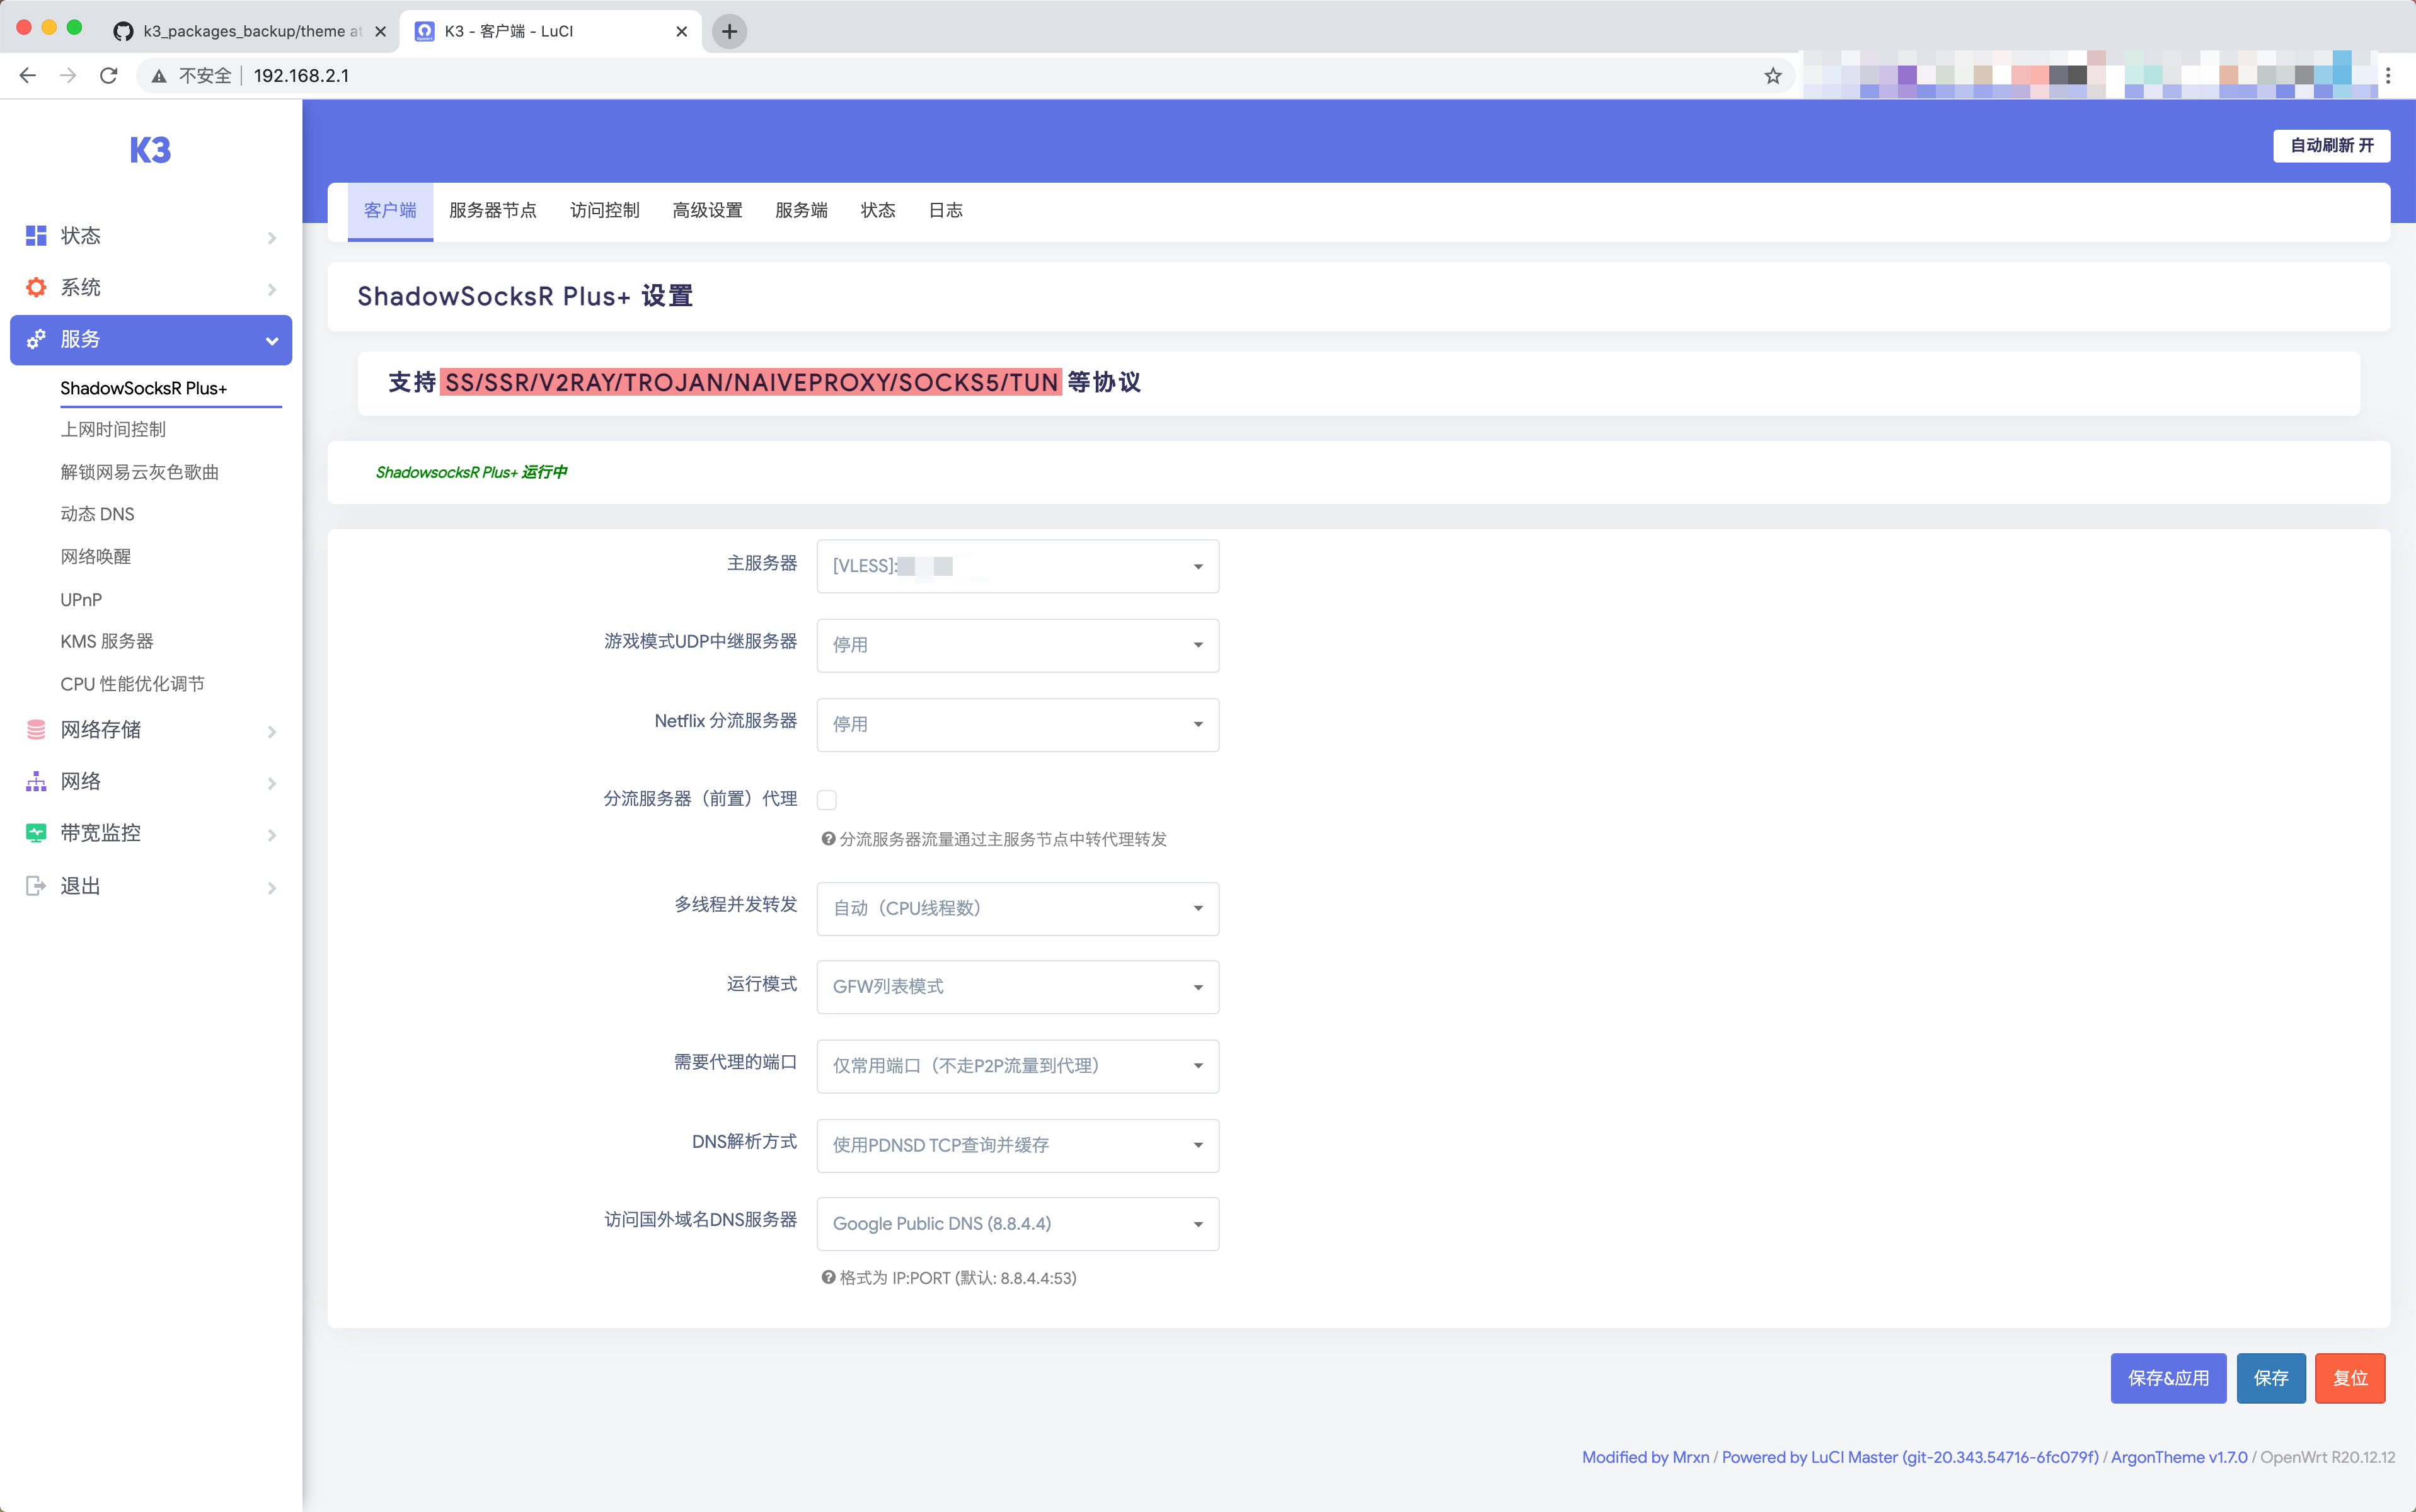 k3_packages_backup/theme at
K3 - 客户端 - LuCI
不安全
192.168.2.1
K3
状态
系统
服务
ShadowSocksR Plus+
上网时间控制
解锁网易云灰色歌曲
动态 DNS
网络唤醒
UPnP
KMS 服务器
CPU 性能优化调节
网络存储
网络
带宽监控
退出
自动刷新 开
客户端
服务器节点
访问控制
高级设置
服务端
状态
日志
ShadowSocksR Plus+ 设置
支持 SS/SSR/V2RAY/TROJAN/NAIVEPROXY/SOCKS5/TUN 等协议
ShadowsocksR Plus+ 运行中
主服务器
[VLESS]:
游戏模式UDP中继服务器
停用
Netflix 分流服务器
停用
分流服务器（前置）代理
分流服务器流量通过主服务节点中转代理转发
多线程并发转发
自动（CPU线程数）
运行模式
GFW列表模式
需要代理的端口
仅常用端口（不走P2P流量到代理）
DNS解析方式
使用PDNSD TCP查询并缓存
访问国外域名DNS服务器
Google Public DNS (8.8.4.4)
格式为 IP:PORT (默认: 8.8.4.4:53)
保存&应用
保存
复位
Modified by Mrxn / Powered by LuCI Master (git-20.343.54716-6fc079f) / ArgonTheme v1.7.0 / OpenWrt R20.12.12